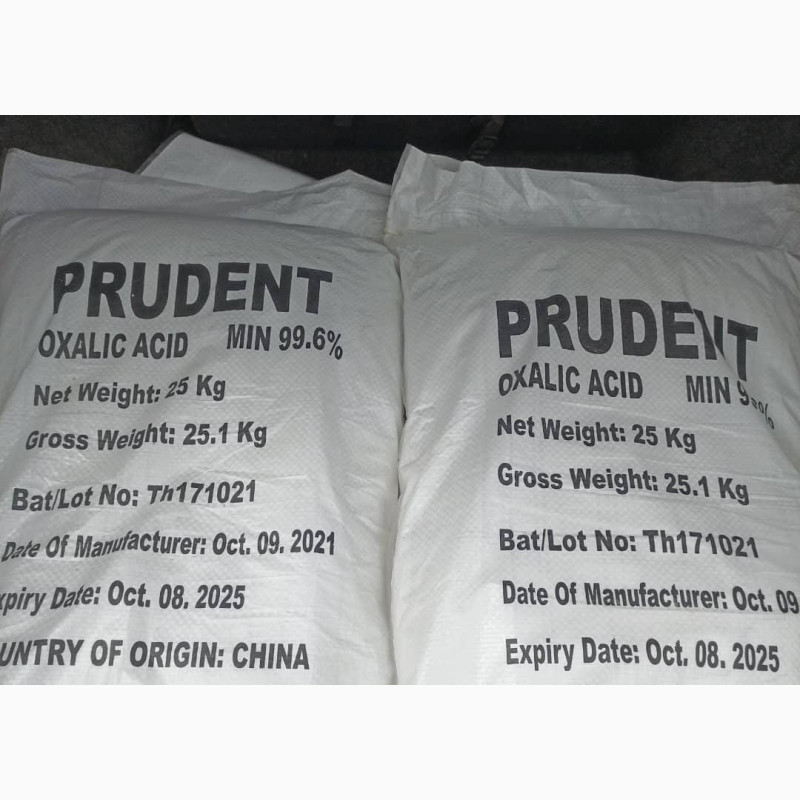 PRUDENT
OXALIC ACID MIN 99.6%
Net Weight: 25 Kg
Gross Weight: 25.1 Kg
Bat/Lot No: Th171021
Date Of Manufacturer: Oct. 09. 2021
xpiry Date: Oct. 08. 2025
UNTRY OF ORIGIN: CHINA
PRUDENT
OXALIC ACID MIN
Net Weight: 25 Kg
Gross Weight: 25.1 Kg
Bat/Lot No: Th171021
Date Of Manufacturer: Oct. 09
Expiry Date: Oct. 08. 2025